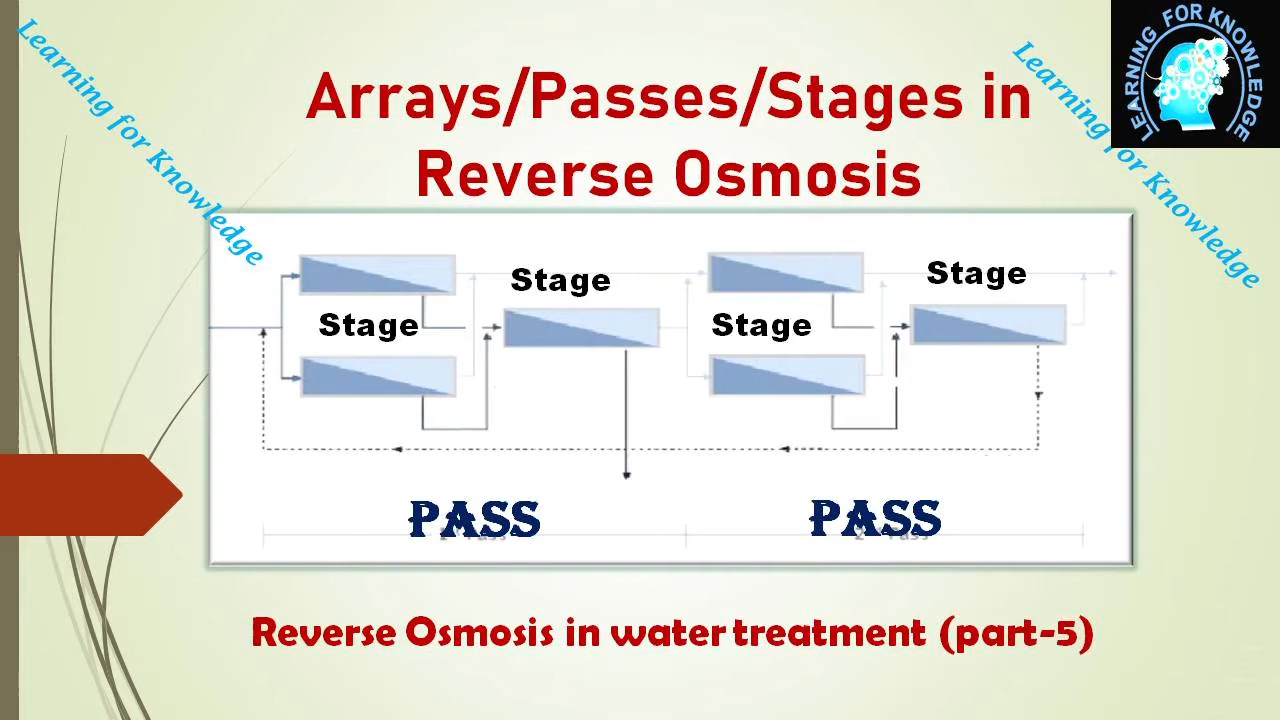 Learning for Knowledge
Learning for Knowledge
LEARNING FOR KNOWLEDGE
Arrays/Passes/Stages in
Reverse Osmosis
Stage
Stage
Stage
Stage
PASS
PASS
Pass
Reverse Osmosis in water treatment (part-5)